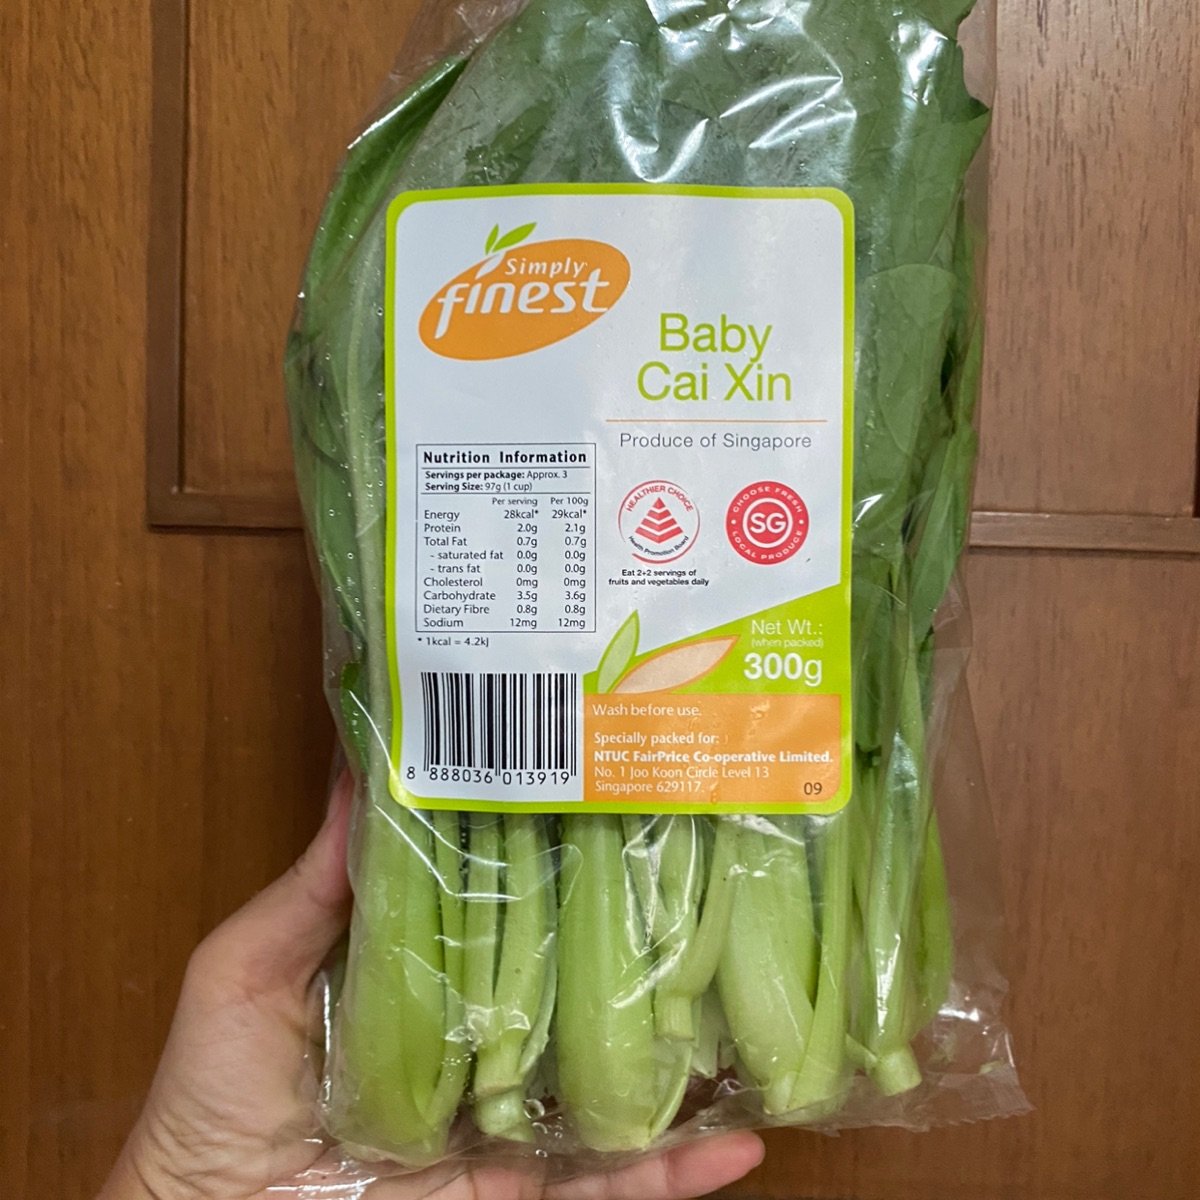 Simply
finest
Baby
Cai Xin
Produce of Singapore
Nutrition Information
Servings per package: Approx. 3
Serving Size: 97g (1 cup)
Per serving Per 100g
Energy 28kcal* 29kcal*
Protein 2.0g 2.1g
Total Fat 0.7g 0.7g
- saturated fat 0.0g 0.0g
- trans fat 0.0g 0.0g
Cholesterol 0mg 0mg
Carbohydrate 3.5g 3.6g
Dietary Fibre 0.8g 0.8g
Sodium 12mg 12mg
* 1kcal = 4.2kJ
HEALTHIER CHOICE
Health Promotion Board
Eat 2+2 servings of
fruits and vegetables daily
CHOOSE FRESH
SG
LOCAL PRODUCE
Net Wt.:
(when packed)
300g
Wash before use.
Specially packed for:
NTUC FairPrice Co-operative Limited.
No. 1 Joo Koon Circle Level 13
Singapore 629117.
09
8 888036 013919